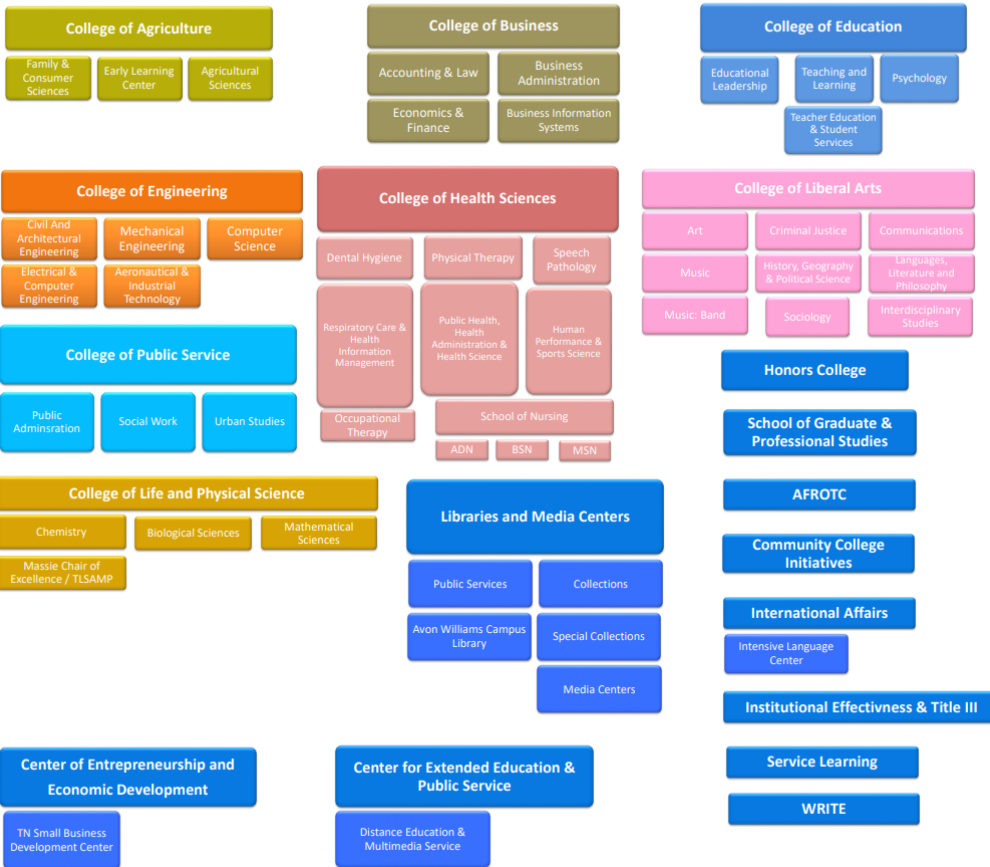 College of Agriculture
Family &
Consumer
Sciences
Early Learning
Center
Agricultural
Sciences
College of Business
Accounting & Law
Business
Administration
Economics &
Finance
Business Information
Systems
College of Education
Educational
Leadership
Teaching and
Learning
Psychology
Teacher Education
& Student
Services
College of Engineering
Civil And
Architectural
Engineering
Mechanical
Engineering
Computer
Science
Electrical &
Computer
Engineering
Aeronautical &
Industrial
Technology
College of Health Sciences
Dental Hygiene
Physical Therapy
Speech
Pathology
Respiratory Care &
Health
Information
Management
Public Health,
Health
Administration &
Health Science
Human
Performance &
Sports Science
Occupational
Therapy
School of Nursing
ADN
BSN
MSN
College of Liberal Arts
Art
Criminal Justice
Communications
Music
History, Geography
& Political Science
Languages,
Literature and
Philosophy
Music: Band
Sociology
Interdisciplinary
Studies
College of Public Service
Public
Adminsration
Social Work
Urban Studies
Honors College
School of Graduate &
Professional Studies
AFROTC
Community College
Initiatives
International Affairs
Intensive Language
Center
Institutional Effectivness & Title III
Service Learning
WRITE
College of Life and Physical Science
Chemistry
Biological Sciences
Mathematical
Sciences
Massie Chair of
Excellence / TLSAMP
Libraries and Media Centers
Public Services
Collections
Avon Williams Campus
Library
Special Collections
Media Centers
Center of Entrepreneurship and
Economic Development
TN Small Business
Development Center
Center for Extended Education &
Public Service
Distance Education &
Multimedia Service